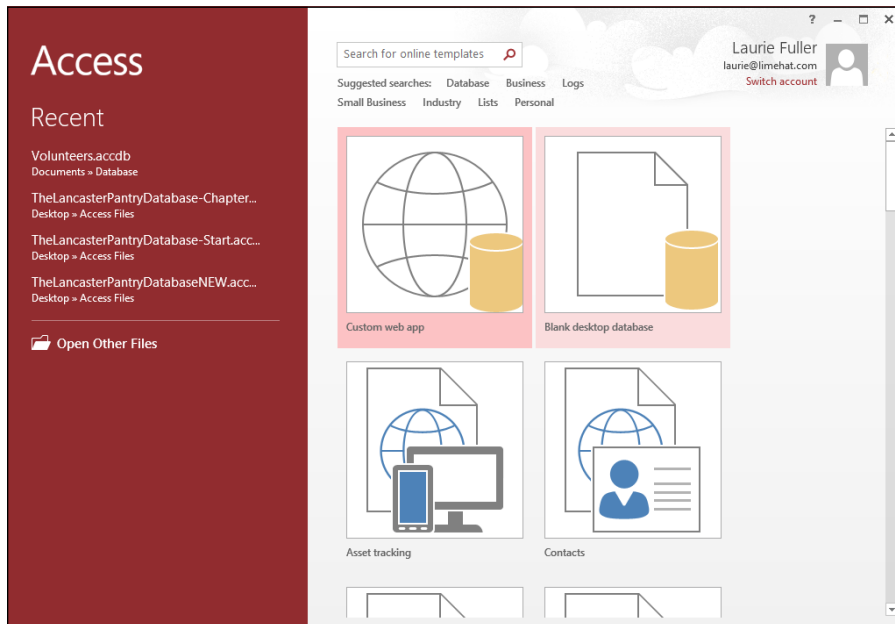 ?
Access
Recent
Volunteers.accdb
Documents » Database
TheLancasterPantryDatabase-Chapter...
Desktop » Access Files
TheLancasterPantryDatabase-Start.acc...
Desktop » Access Files
TheLancasterPantryDatabaseNEW.acc...
Desktop » Access Files
Open Other Files
Search for online templates
Suggested searches: Database Business Logs
Small Business Industry Lists Personal
Laurie Fuller
laurie@limehat.com
Switch account
Custom web app
Blank desktop database
Asset tracking
Contacts